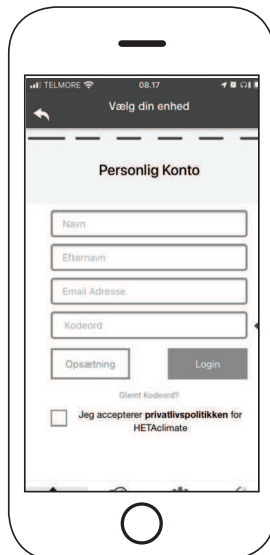 TELMORE 08.17
Vælg din enhed
Personlig Konto
Navn
Efternavn
Email Adresse
Kodeord
Opsætning Login
Glemt Kodeord?
Jeg accepterer privatlivspolitikken for
HETAclimate